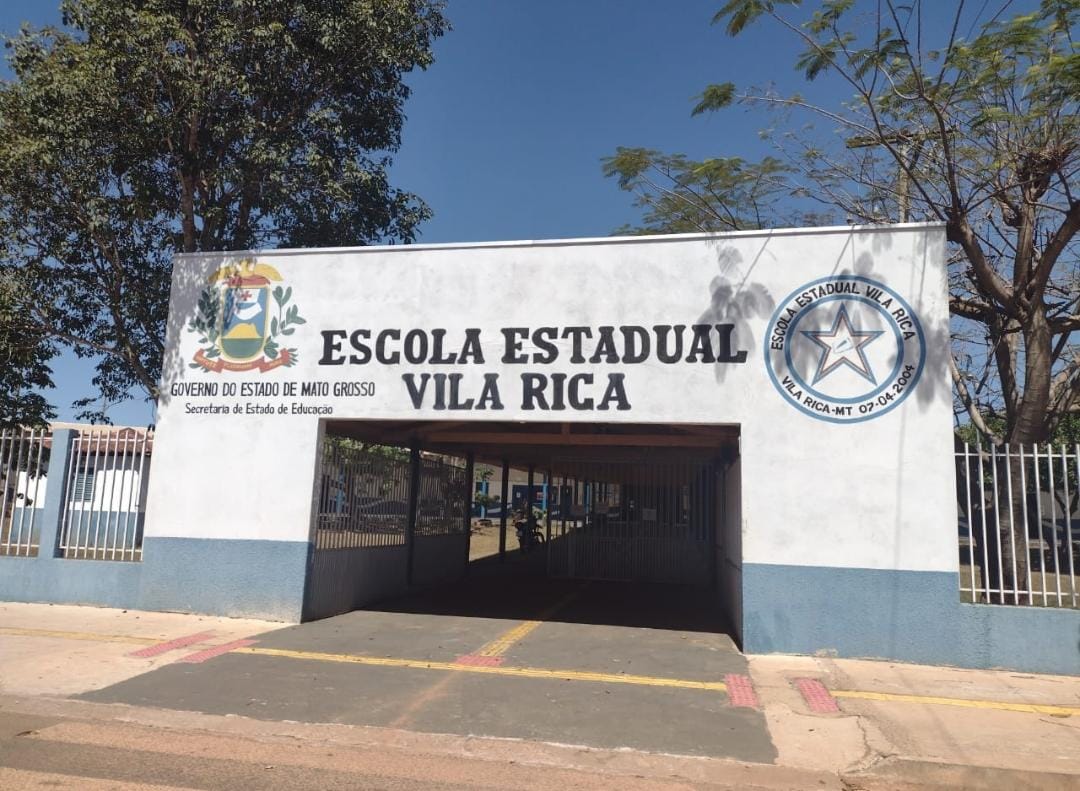 GOVERNO DO ESTADO DE MATO GROSSO
Secretaria de Estado de Educação
ESCOLA ESTADUAL
VILA RICA
ESCOLA ESTADUAL VILA RICA
VILA RICA-MT 07-04-2004